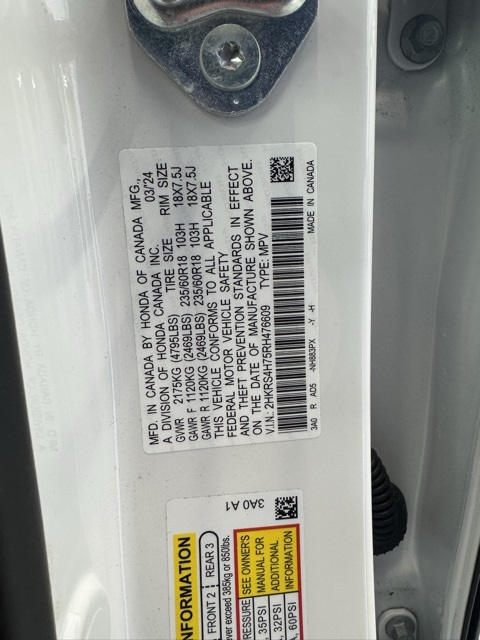 MFD. IN CANADA BY HONDA OF CANADA MFG.,
A DIVISION OF HONDA CANADA INC. 03/'24
GVWR 2175KG (4795LBS) TIRE SIZE RIM SIZE
GAWR F 1120KG (2469LBS) 235/60R18 103H 18X7.5J
GAWR R 1120KG (2469LBS) 235/60R18 103H 18X7.5J
THIS VEHICLE CONFORMS TO ALL APPLICABLE
FEDERAL MOTOR VEHICLE SAFETY
AND THEFT PREVENTION STANDARDS IN EFFECT
ON THE DATE OF MANUFACTURE SHOWN ABOVE.
V.I.N.: 2HKRS4H75RH476609 TYPE: MPV
3A0 R AD5 -NH883PX -Y -H MADE IN CANADA
3A0 A1
INFORMATION
FRONT 2 REAR 3
exceed 385kg or 850lbs.
SEE OWNER'S
MANUAL FOR
ADDITIONAL
INFORMATION
35PSI
32PSI
60PSI